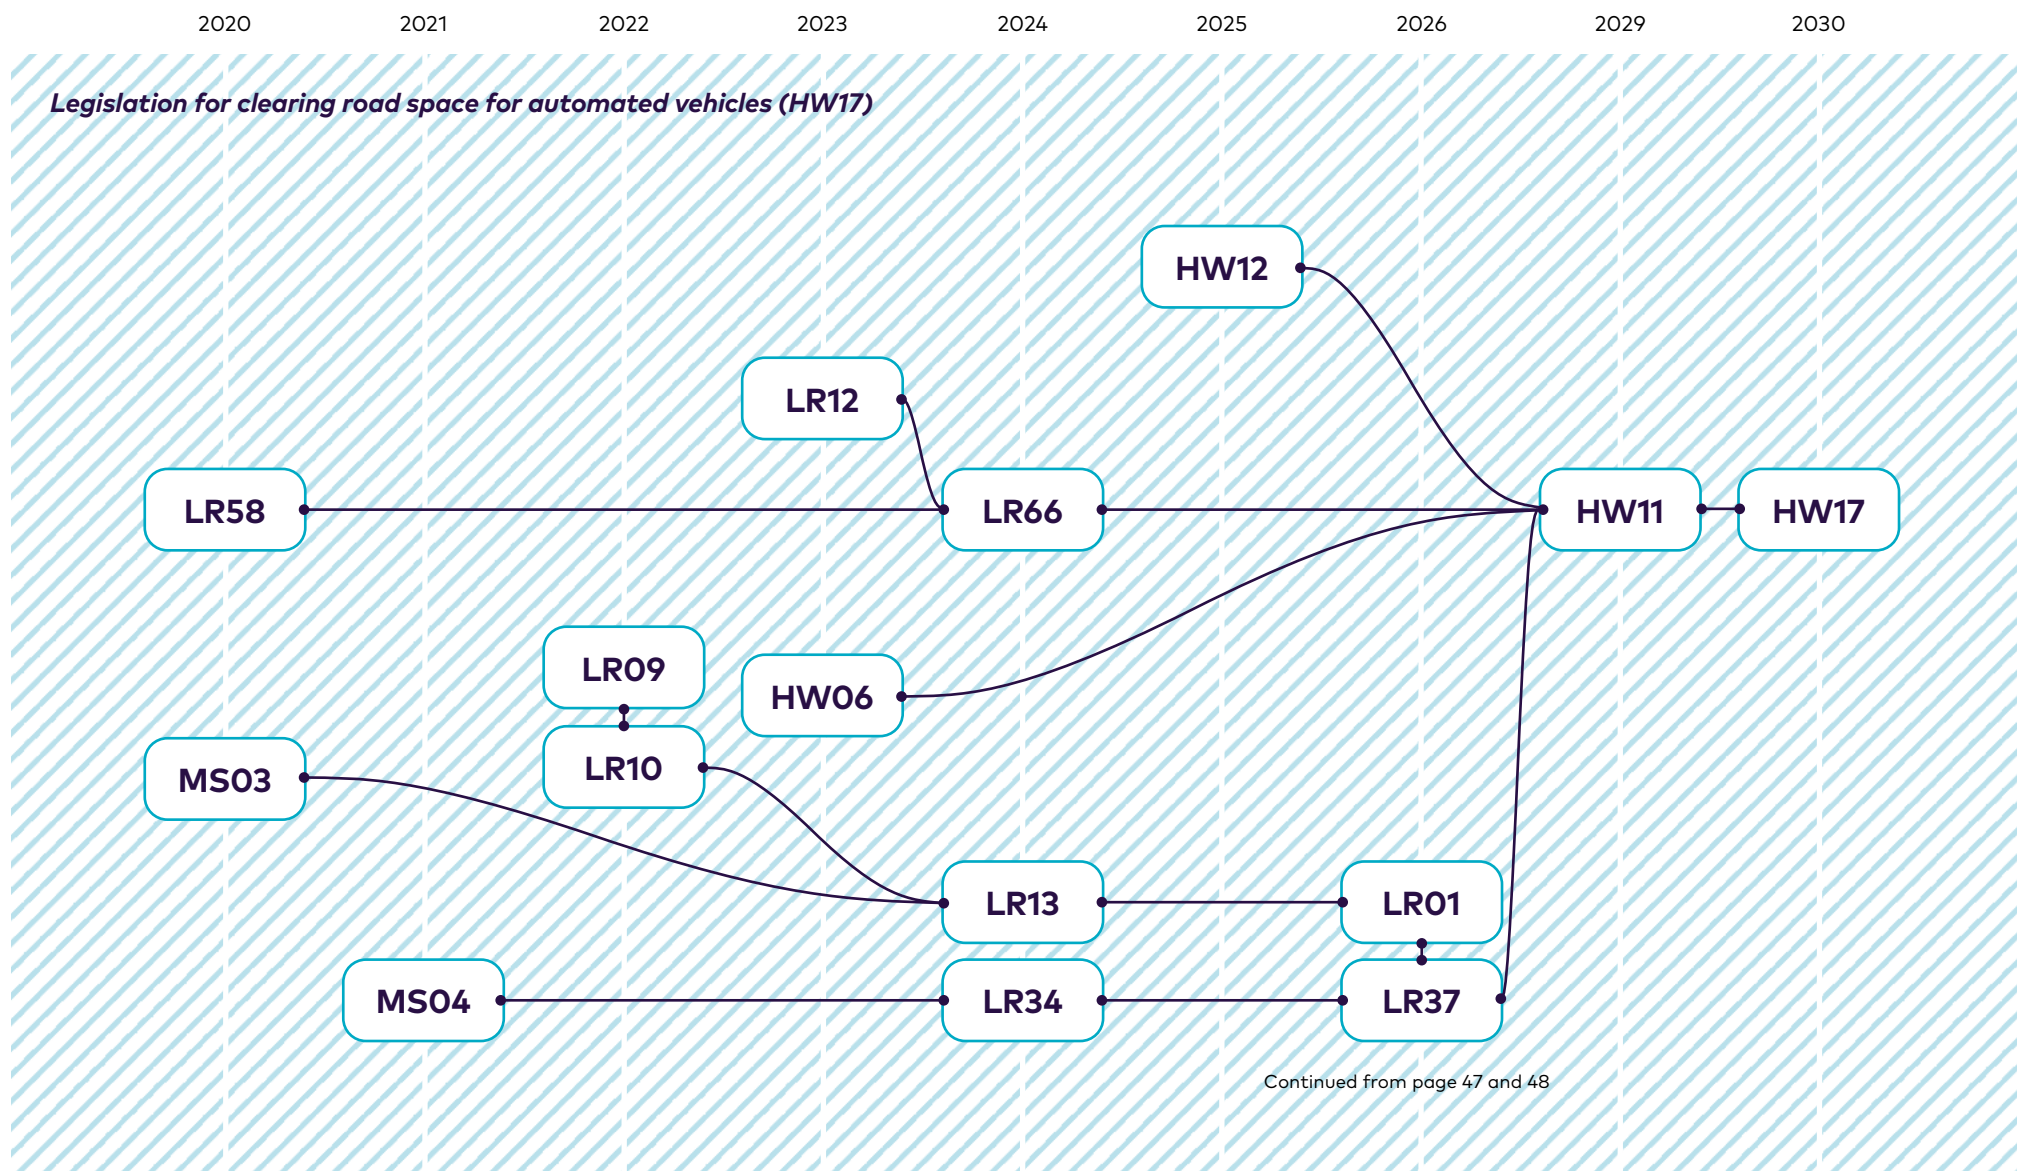 2020 2021 2022 2023 2024 2025 2026 2029 2030
Legislation for clearing road space for automated vehicles (HW17)
HW12
LR12
LR58 LR66 HW11 HW17
LR09
HW06
LR10
MS03
LR13 LR01
MS04 LR34 LR37
Continued from page 47 and 48